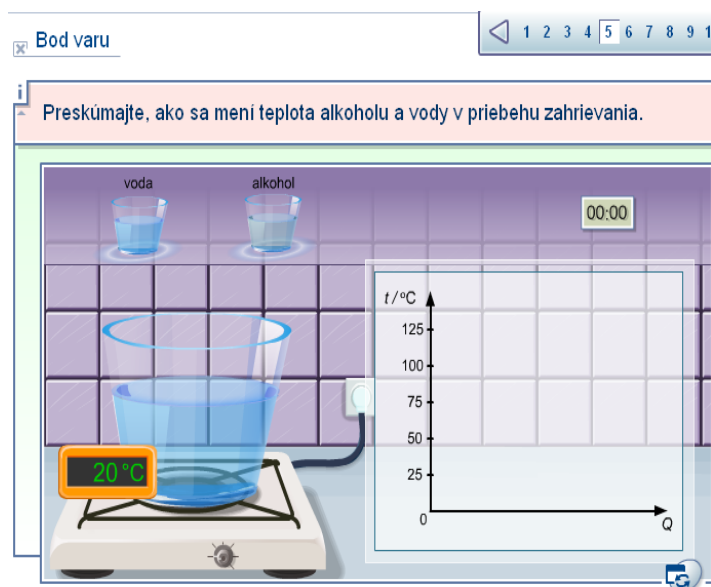 Bod varu
1 2 3 4 5 6 7 8 9 1
i
Preskúmajte, ako sa mení teplota alkoholu a vody v priebehu zahrievania.
voda
alkohol
00:00
t/°C
125
100
75
50
25
0
Q
20°C